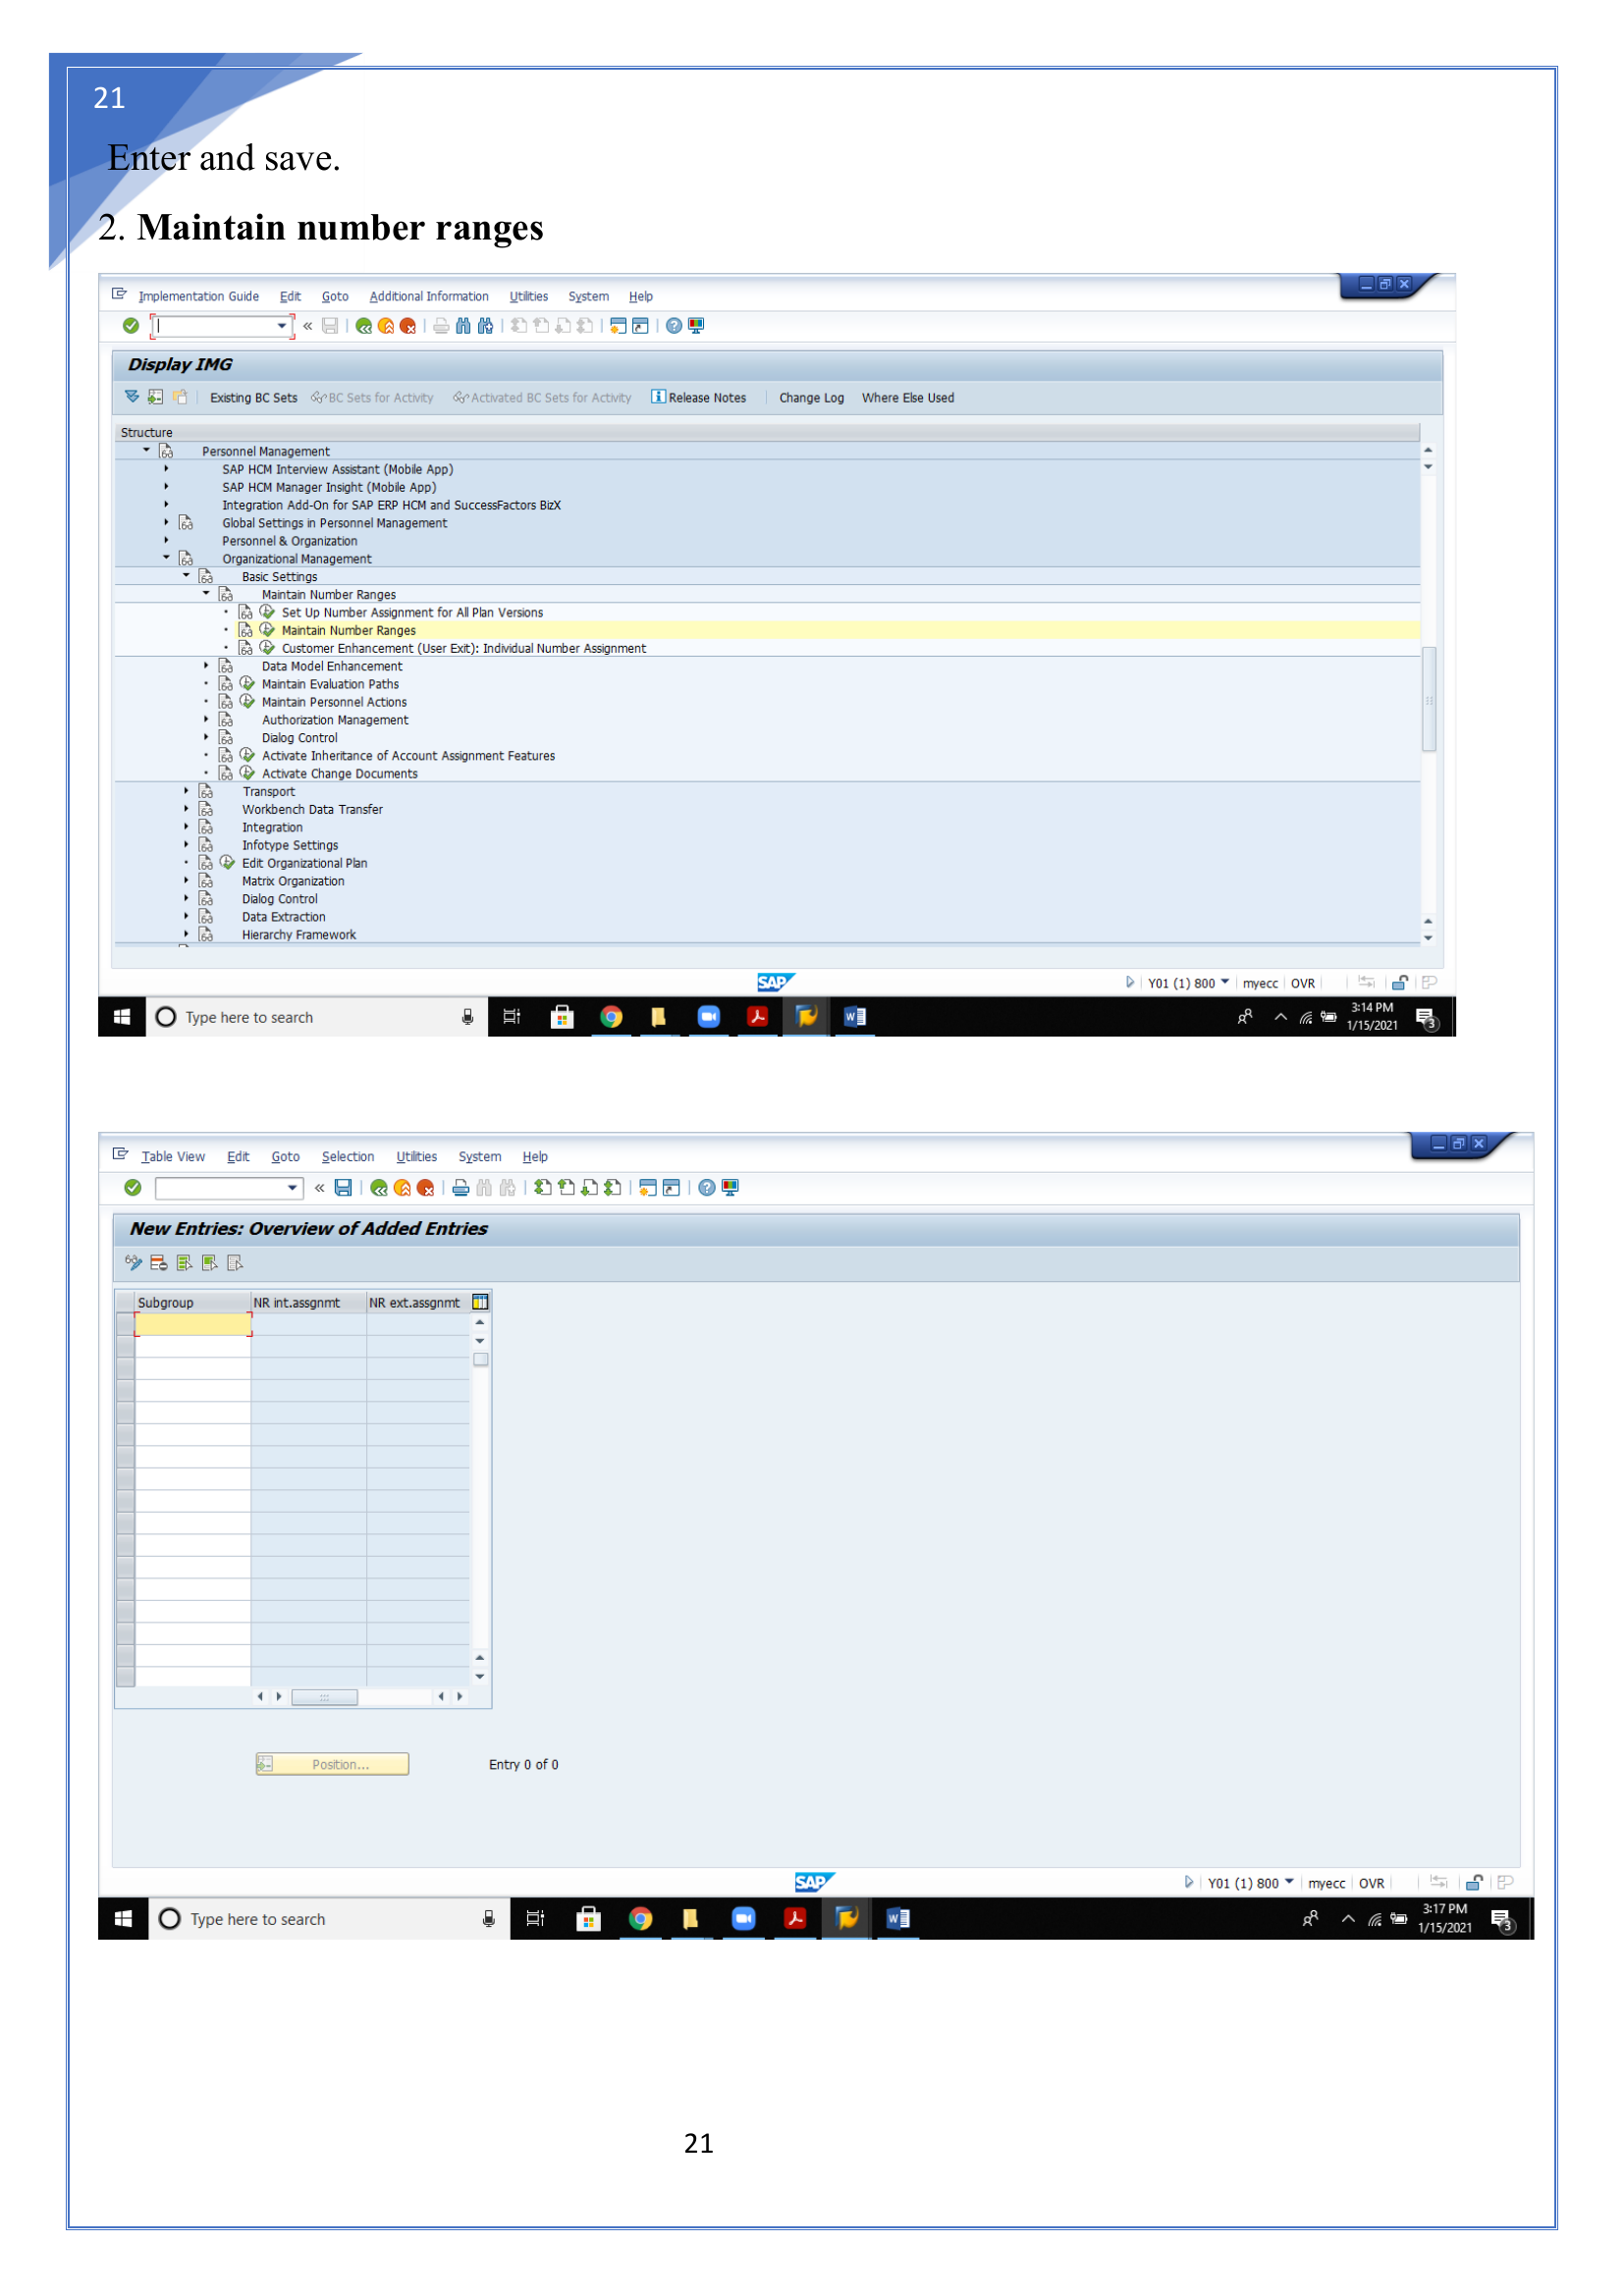 21
Enter and save.
2. Maintain number ranges
Implementation Guide Edit Goto Additional Information Utilities System Help
Display IMG
Existing BC Sets BC Sets for Activity Activated BC Sets for Activity Release Notes Change Log Where Else Used
Structure
Personnel Management
SAP HCM Interview Assistant (Mobile App)
SAP HCM Manager Insight (Mobile App)
Integration Add-On for SAP ERP HCM and SuccessFactors BizX
Global Settings in Personnel Management
Personnel & Organization
Organizational Management
Basic Settings
Maintain Number Ranges
Set Up Number Assignment for All Plan Versions
Maintain Number Ranges
Customer Enhancement (User Exit): Individual Number Assignment
Data Model Enhancement
Maintain Evaluation Paths
Maintain Personnel Actions
Authorization Management
Dialog Control
Activate Inheritance of Account Assignment Features
Activate Change Documents
Transport
Workbench Data Transfer
Integration
Infotype Settings
Edit Organizational Plan
Matrix Organization
Dialog Control
Data Extraction
Hierarchy Framework
SAP Y01 (1) 800 myecc OVR
Type here to search 3:14 PM
1/15/2021 3
Table View Edit Goto Selection Utilities System Help
New Entries: Overview of Added Entries
Subgroup NR int.assgnmt NR ext.assgnmt
Position... Entry 0 of 0
SAP Y01 (1) 800 myecc OVR
Type here to search 3:17 PM
1/15/2021 3
21